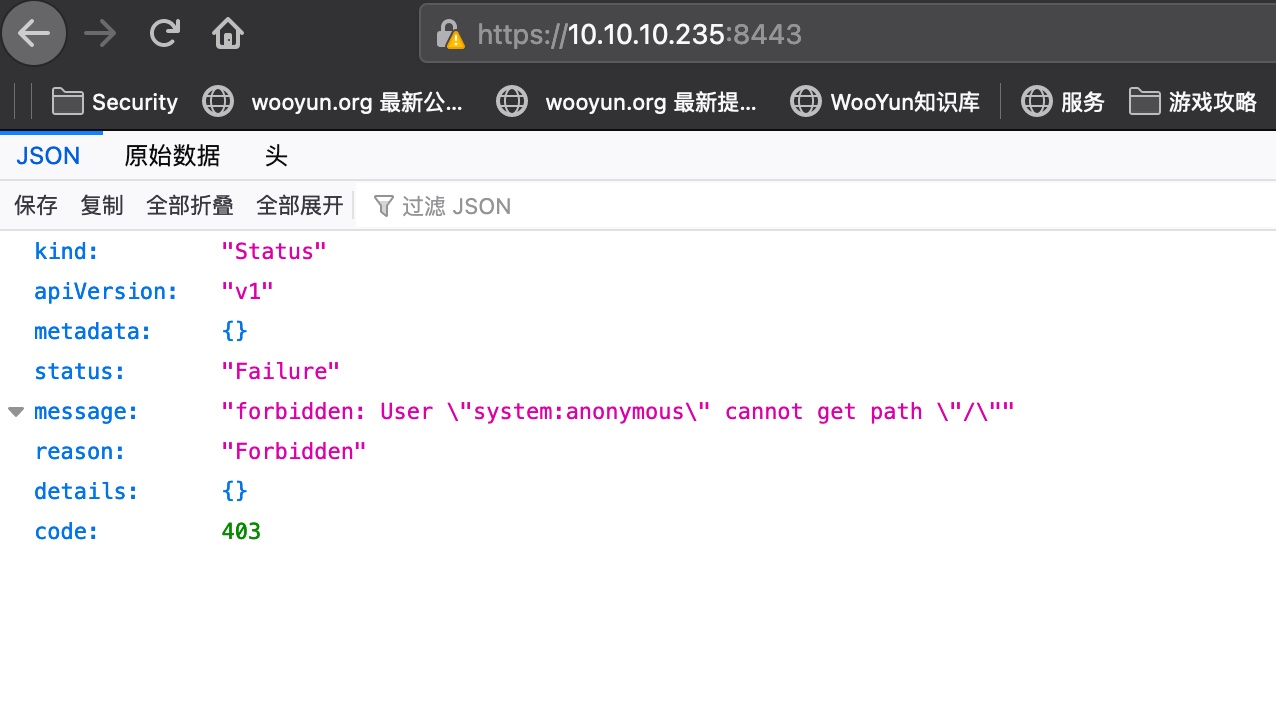 https://10.10.10.235:8443
Security wooyun.org 最新公... wooyun.org 最新提... WooYun知识库 服务 游戏攻略
JSON 原始数据 头
保存 复制 全部折叠 全部展开 过滤 JSON
kind: "Status"
apiVersion: "v1"
metadata: {}
status: "Failure"
message: "forbidden: User \"system:anonymous\" cannot get path \"/\""
reason: "Forbidden"
details: {}
code: 403